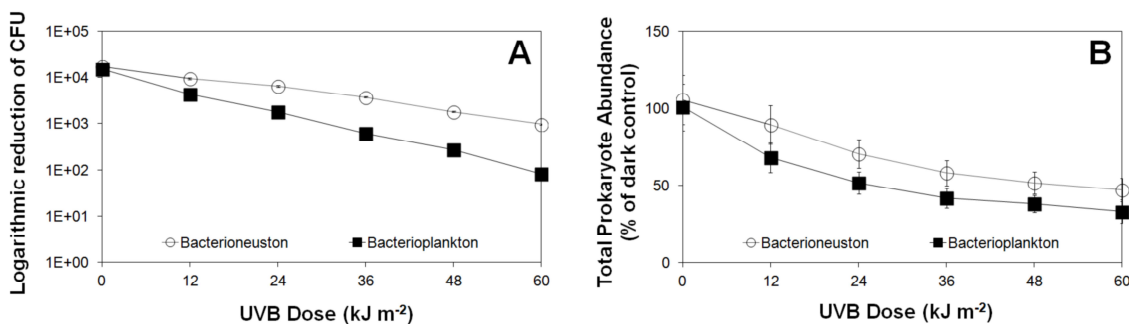 A
Logarithmic reduction of CFU
1E+05
1E+04
1E+03
1E+02
1E+01
1E+00
Bacterioneuston Bacterioplankton
0 12 24 36 48 60
UVB Dose (kJ m-2)
B
Total Prokaryote Abundance
(% of dark control)
150
100
50
0
Bacterioneuston Bacterioplankton
0 12 24 36 48 60
UVB Dose (kJ m-2)